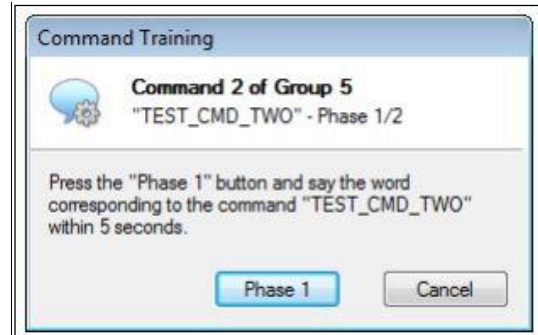 Command Training
Command 2 of Group 5
"TEST_CMD_TWO" - Phase 1/2
Press the "Phase 1" button and say the word
corresponding to the command "TEST_CMD_TWO"
within 5 seconds.
Phase 1
Cancel